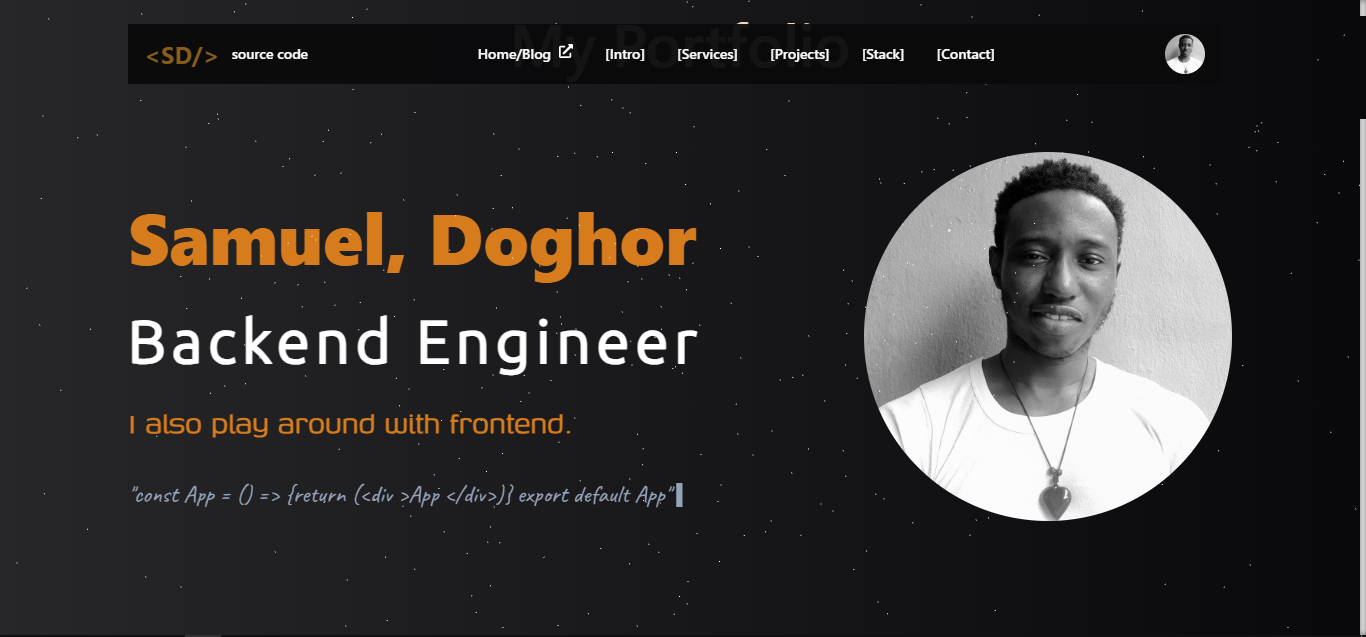 My Portfolio
<SD/> source code Home/Blog [Intro] [Services] [Projects] [Stack] [Contact]
Samuel, Doghor
Backend Engineer
I also play around with frontend.
"const App = () => {return (<div >App </div>)} export default App"